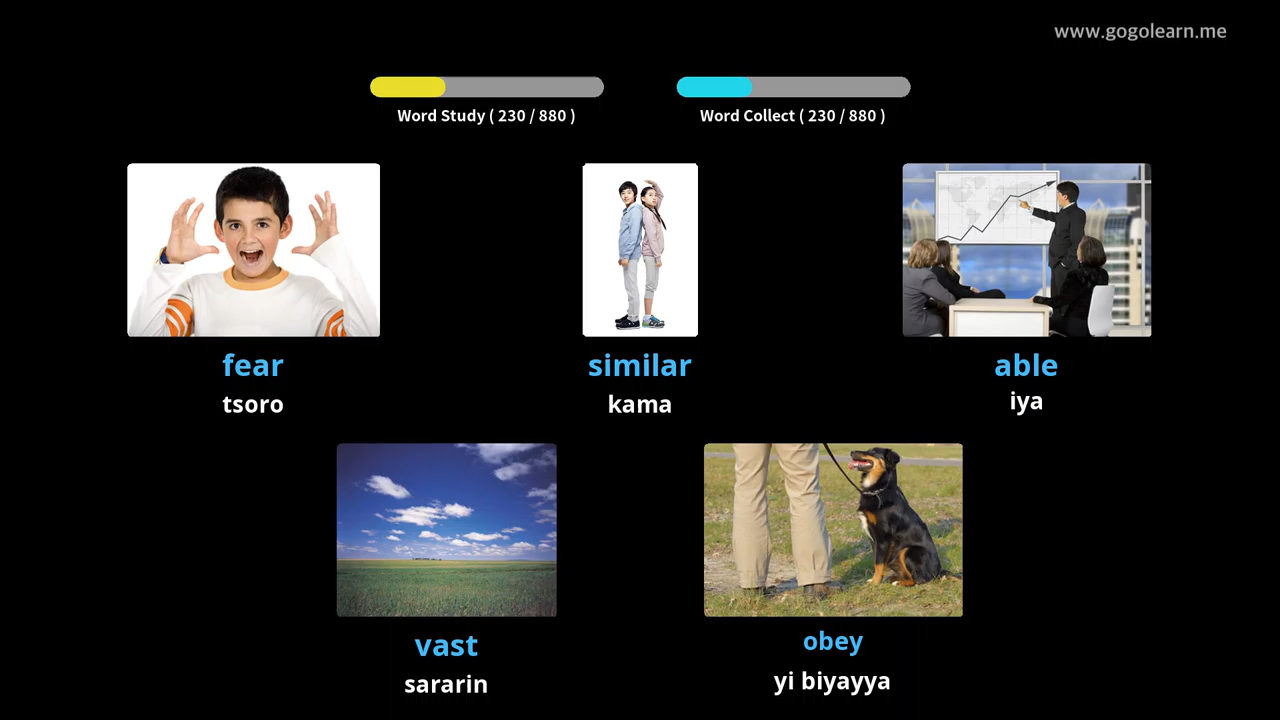 www.gogolearn.me
Word Study ( 230 / 880 )
Word Collect ( 230 / 880 )
fear
tsoro
similar
kama
able
iya
vast
sararin
obey
yi biyayya